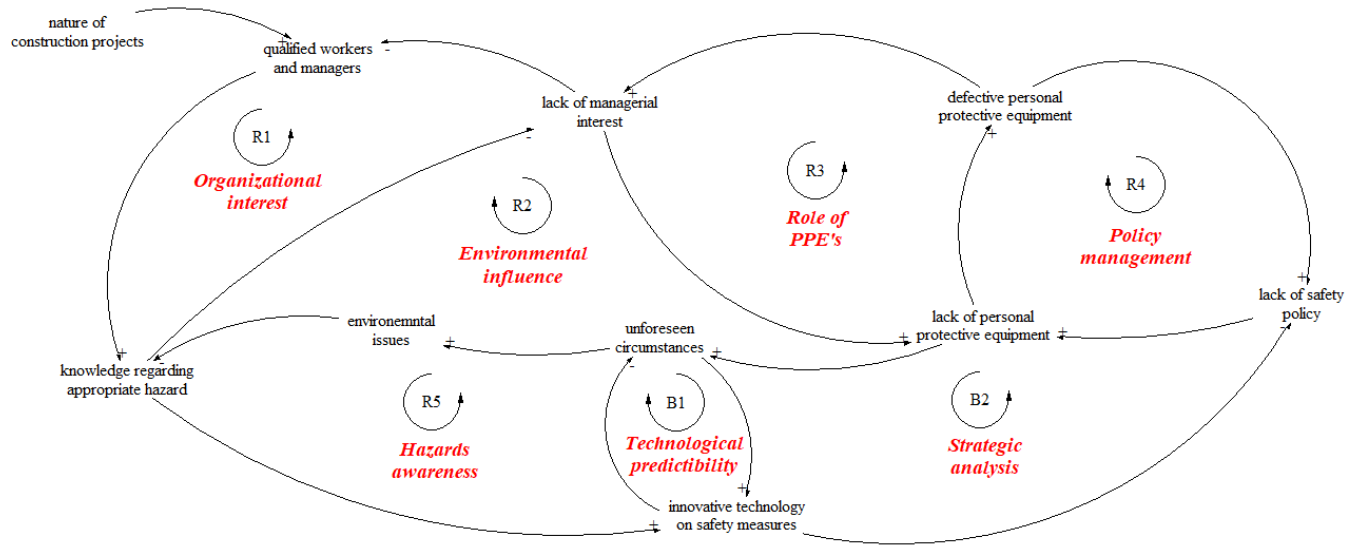 nature of
construction projects
+
-
qualified workers
and managers
lack of managerial
interest
+
-
defective personal
protective equipment
+
R1
Organizational
interest
R2
Environmental
influence
R3
Role of
PPE's
R4
Policy
management
+
lack of safety
policy
-
environemntal
issues
+
unforeseen
circumstances
+
-
lack of personal
protective equipment
+
+
+
-
knowledge regarding
appropriate hazard
R5
Hazards
awareness
B1
Technological
predictibility
B2
Strategic
analysis
+
+
innovative technology
on safety measures